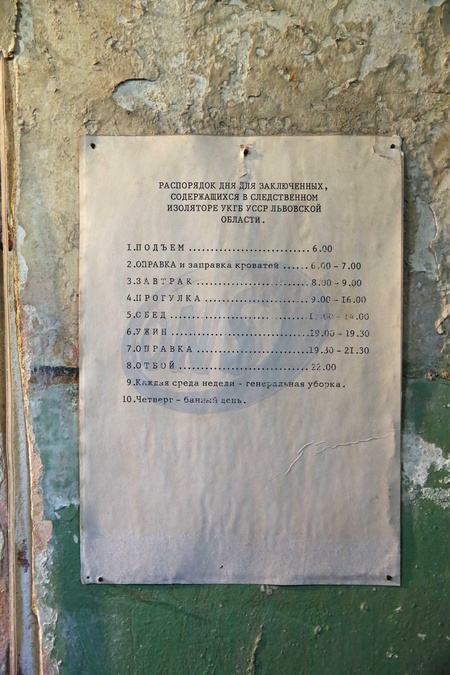 РАСПОРЯДОК ДНЯ ДЛЯ ЗАКЛЮЧЕННЫХ,
СОДЕРЖАЩИХСЯ В СЛЕДСТВЕННОМ
ИЗОЛЯТОРЕ УКГБ УССР ЛЬВОВСКОЙ
ОБЛАСТИ.
1.ПОДЪЕМ ............................ 6.00
2.ОПРАВКА и заправка кроватей ......6.00 - 7.00
3.ЗАВТРАК ...........................8.00 - 9.00
4.ПРОГУЛКА .........................9.00 - 16.00
5.ОБЕД ................................ - 14.00
6.УЖИН ................................19.00 - 19.30
7.ОПРАВКА ..........................19.30 - 21.30
8.ОТБОЙ ..............................22.00
9.Каждая среда недели - генеральная уборка.
10.Четверг - банный день.